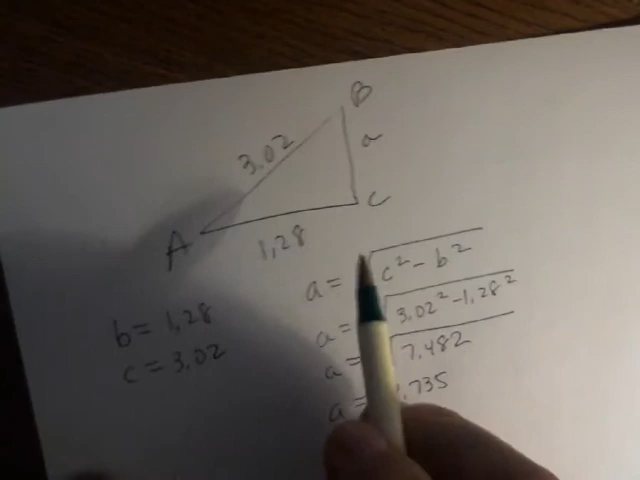 B
3.02
a
C
A
1,28
a = √c² - b²
b = 1,28
a = √3,02² - 1,28²
c = 3.02
a = √7,482
a = .735